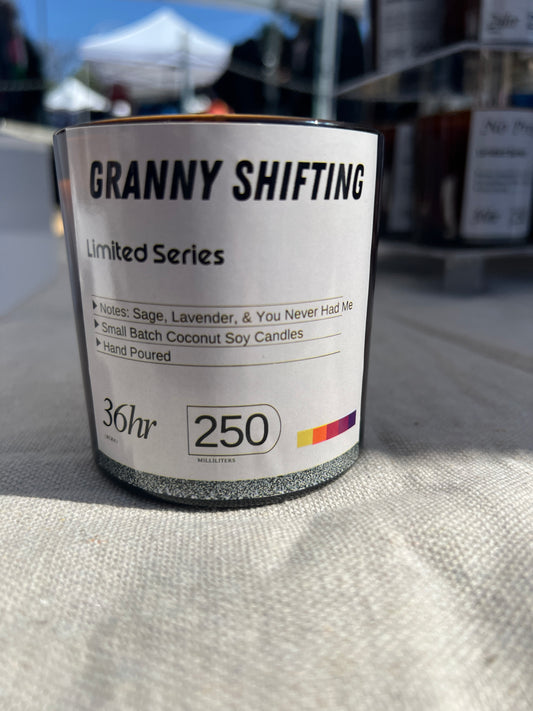 GRANNY SHIFTING
Limited Series
Notes: Sage, Lavender, & You Never Had Me
Small Batch Coconut Soy Candles
Hand Poured
36hr
250
MILLILITERS